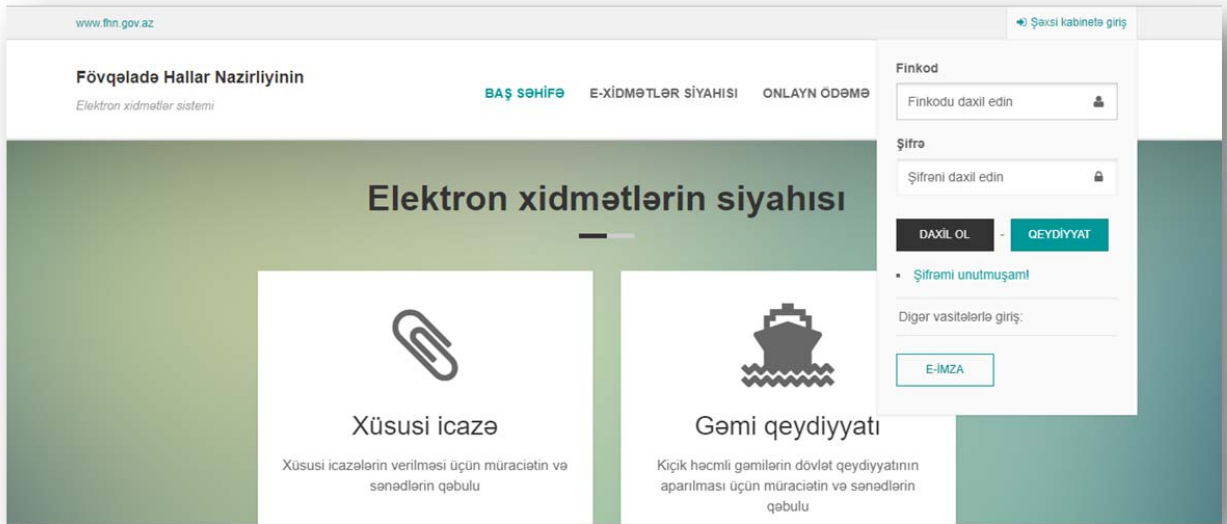 www.fhn.gov.az
Şəxsi kabinetə giriş
Fövqəladə Hallar Nazirliyinin
Elektron xidmətlər sistemi
BAŞ SƏHİFƏ E-XİDMƏTLƏR SİYAHISI ONLAYN ÖDƏMƏ
Finkod
Finkodu daxil edin
Şifrə
Şifrəni daxil edin
DAXİL OL - QEYDİYYAT
Şifrəmi unutmuşam!
Digər vasitələrlə giriş:
E-İMZA
Elektron xidmətlərin siyahısı
Xüsusi icazə
Xüsusi icazələrin verilməsi üçün müraciətin və
sənədlərin qəbulu
Gəmi qeydiyyatı
Kiçik həcmli gəmilərin dövlət qeydiyyatının
aparılması üçün müraciətin və sənədlərin
qəbulu